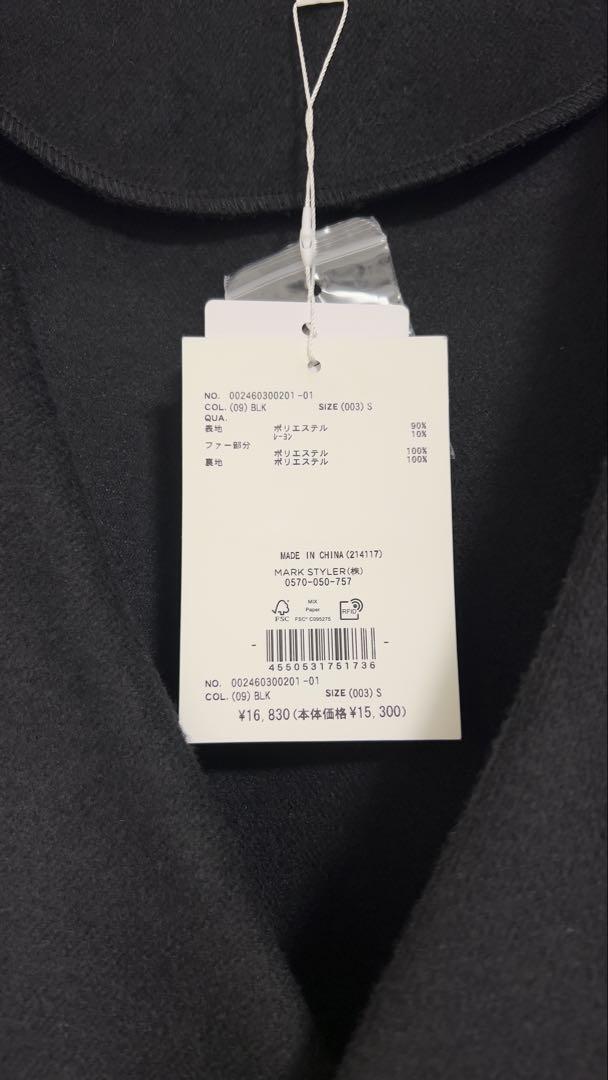 NO. 002460300201-01
COL. (09) BLK SIZE (003) S
QUA.
表地 ポリエステル 90%
レーヨン 10%
ファー部分
ポリエステル 100%
裏地 ポリエステル 100%
MADE IN CHINA (214117)
MARK STYLER(株)
0570-050-757
FSC
MIX
Paper
FSC® C095275
RFID
4550531751736
NO. 002460300201-01
COL. (09) BLK SIZE (003) S
¥16,830(本体価格¥15,300)